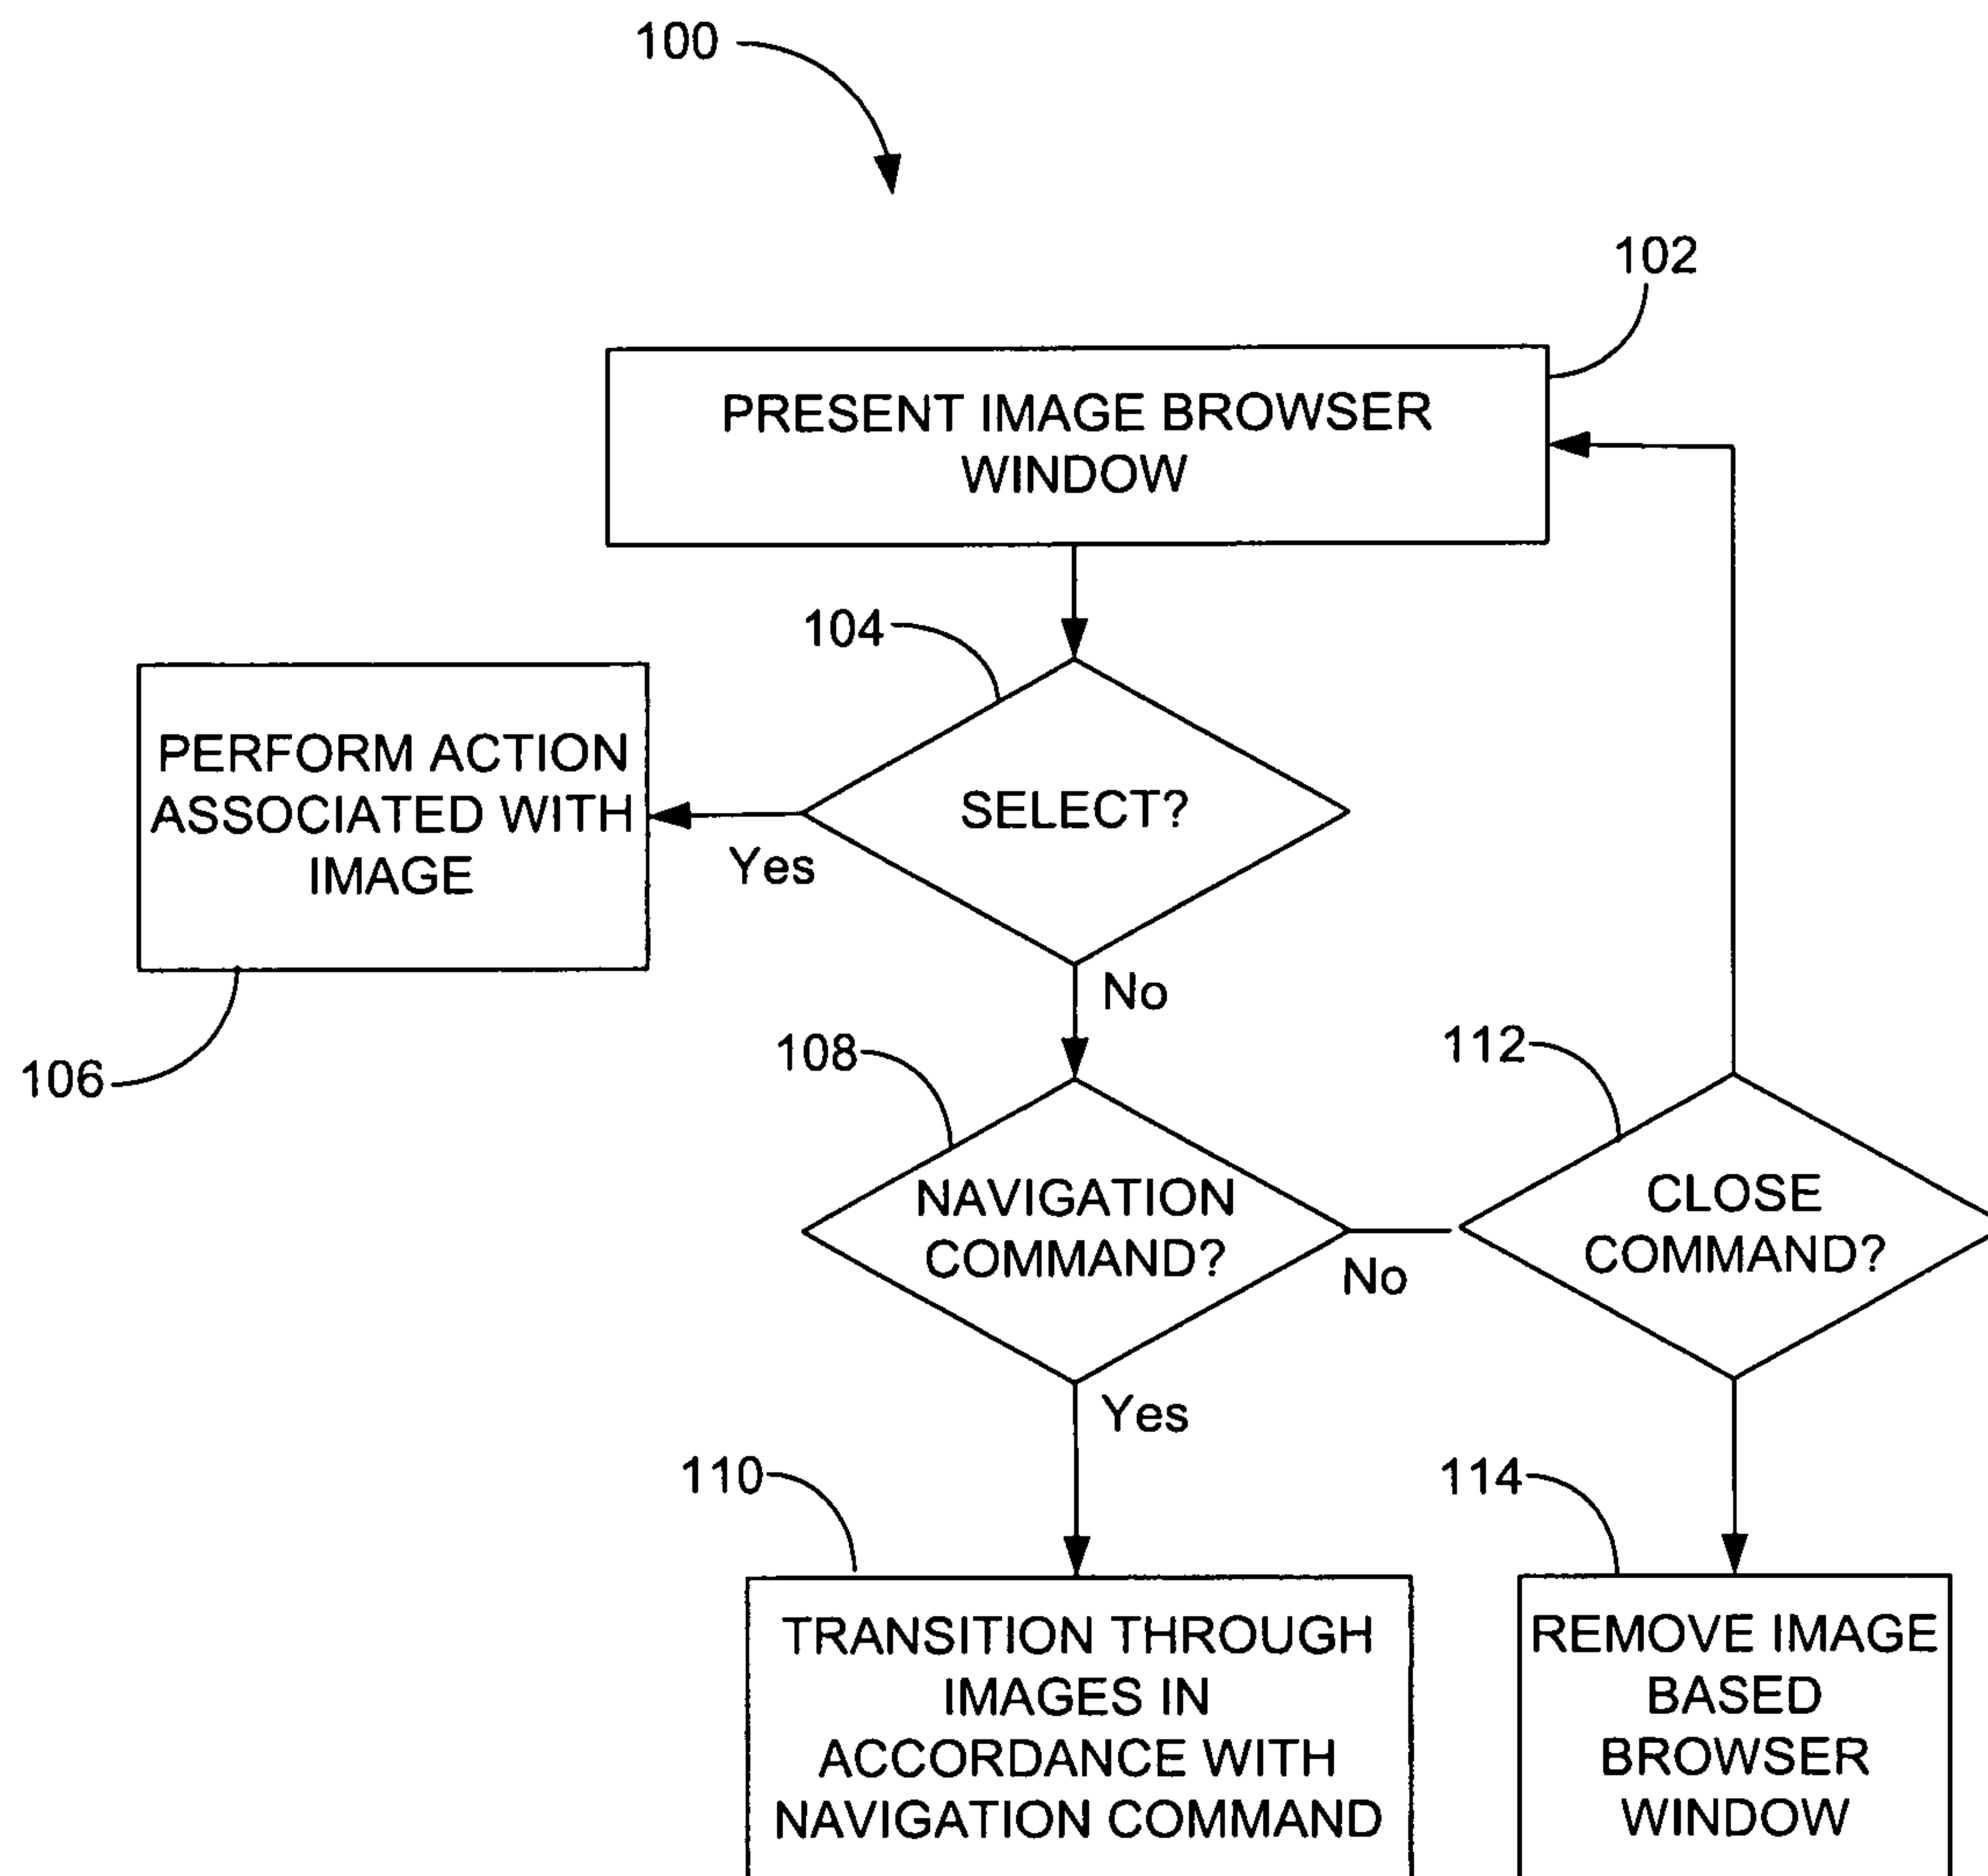 100
102
PRESENT IMAGE BROWSER
WINDOW
104
PERFORM ACTION
ASSOCIATED WITH
IMAGE
SELECT?
Yes
No
106
108
112
NAVIGATION
COMMAND?
No
CLOSE
COMMAND?
Yes
110
114
TRANSITION THROUGH
IMAGES IN
ACCORDANCE WITH
NAVIGATION COMMAND
REMOVE IMAGE
BASED
BROWSER
WINDOW